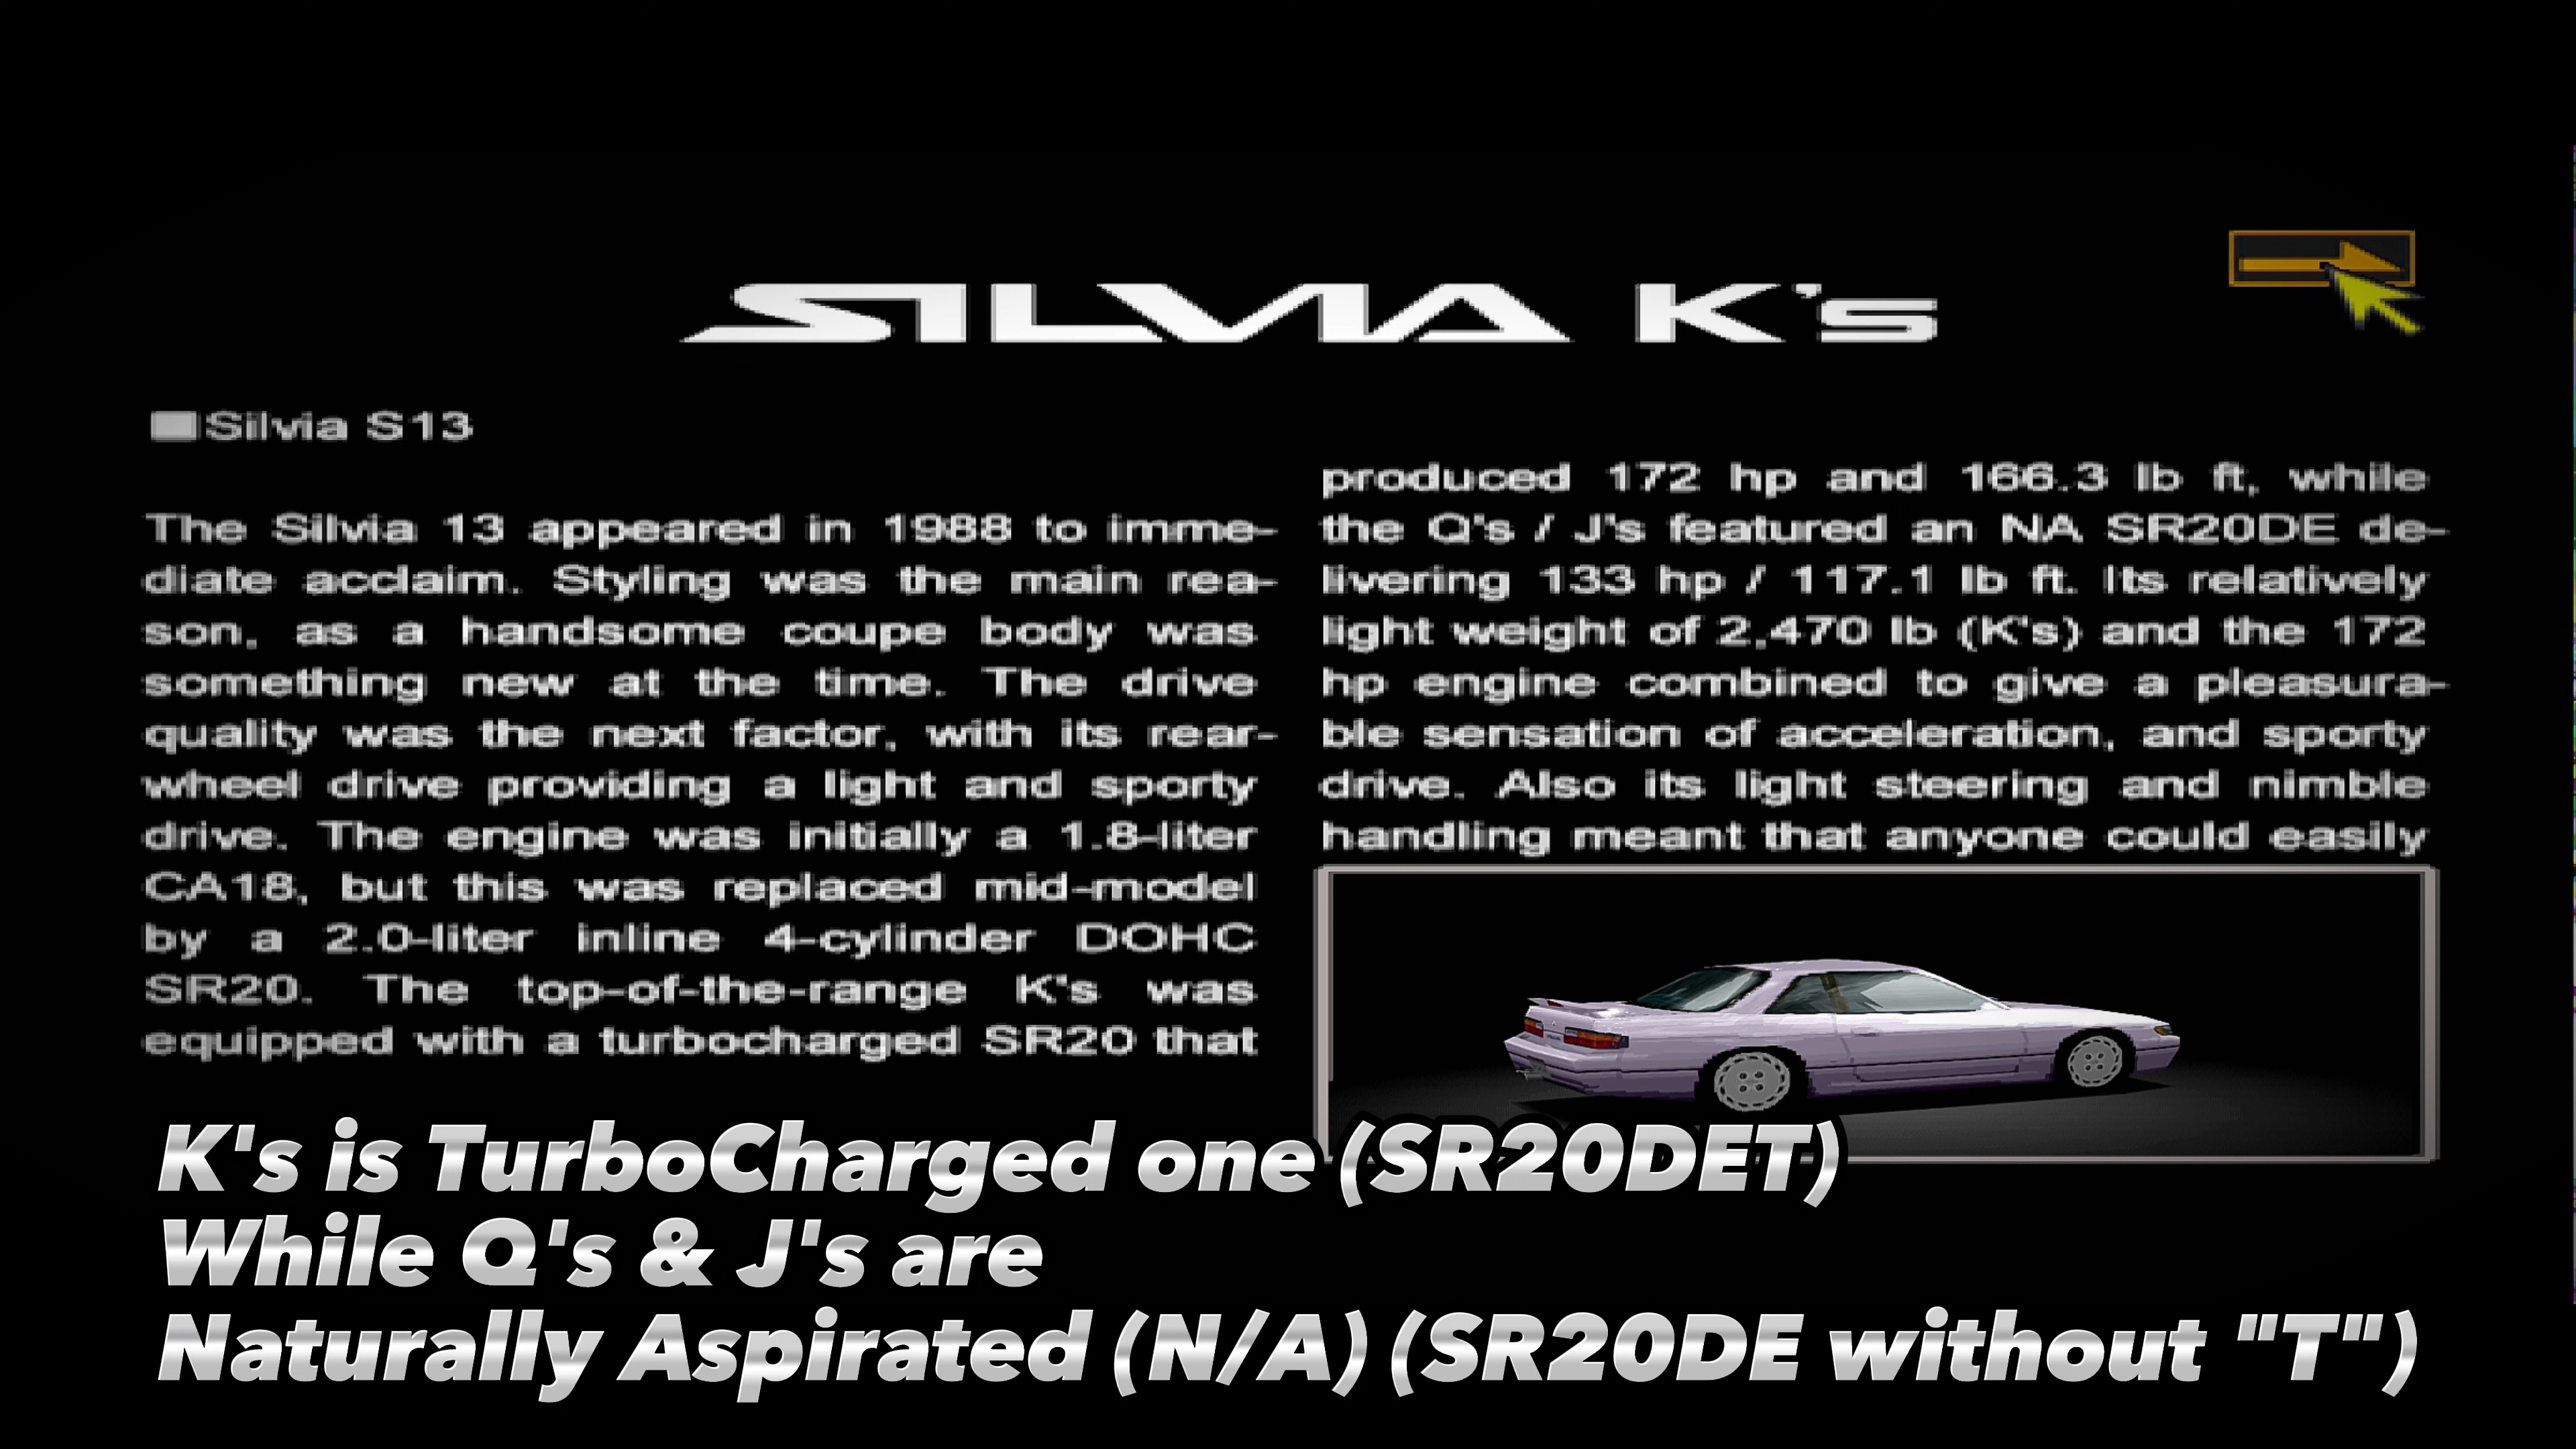 SILVIA K's
■Silvia S13
The Silvia 13 appeared in 1988 to imme-
diate acclaim. Styling was the main rea-
son, as a handsome coupe body was
something new at the time. The drive
quality was the next factor, with its rear-
wheel drive providing a light and sporty
drive. The engine was initially a 1.8-liter
CA18, but this was replaced mid-model
by a 2.0-liter inline 4-cylinder DOHC
SR20. The top-of-the-range K's was
equipped with a turbocharged SR20 that
produced 172 hp and 166.3 lb ft, while
the Q's / J's featured an NA SR20DE de-
livering 133 hp / 117.1 lb ft. Its relatively
light weight of 2,470 lb (K's) and the 172
hp engine combined to give a pleasura-
ble sensation of acceleration, and sporty
drive. Also its light steering and nimble
handling meant that anyone could easily
K's is TurboCharged one (SR20DET)
While Q's & J's are
Naturally Aspirated (N/A) (SR20DE without "T")